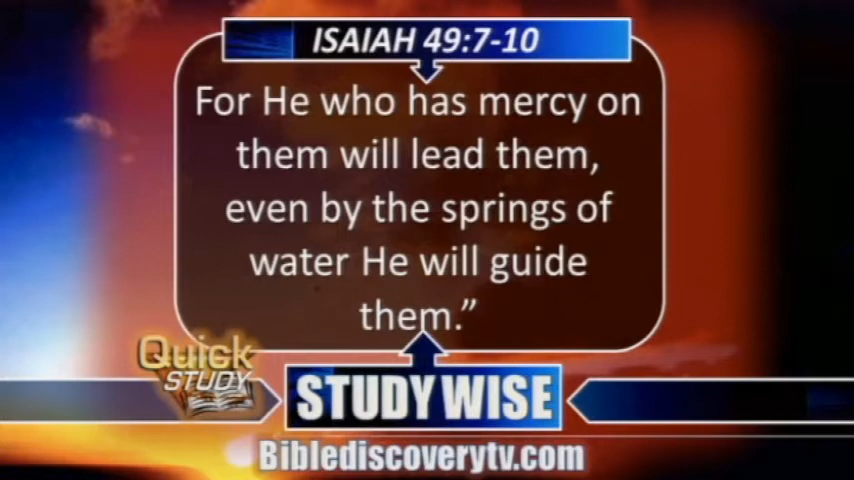 ISAIAH 49:7-10
For He who has mercy on
them will lead them,
even by the springs of
water He will guide
them.”
Quick
STUDY
STUDY WISE
Biblediscoverytv.com